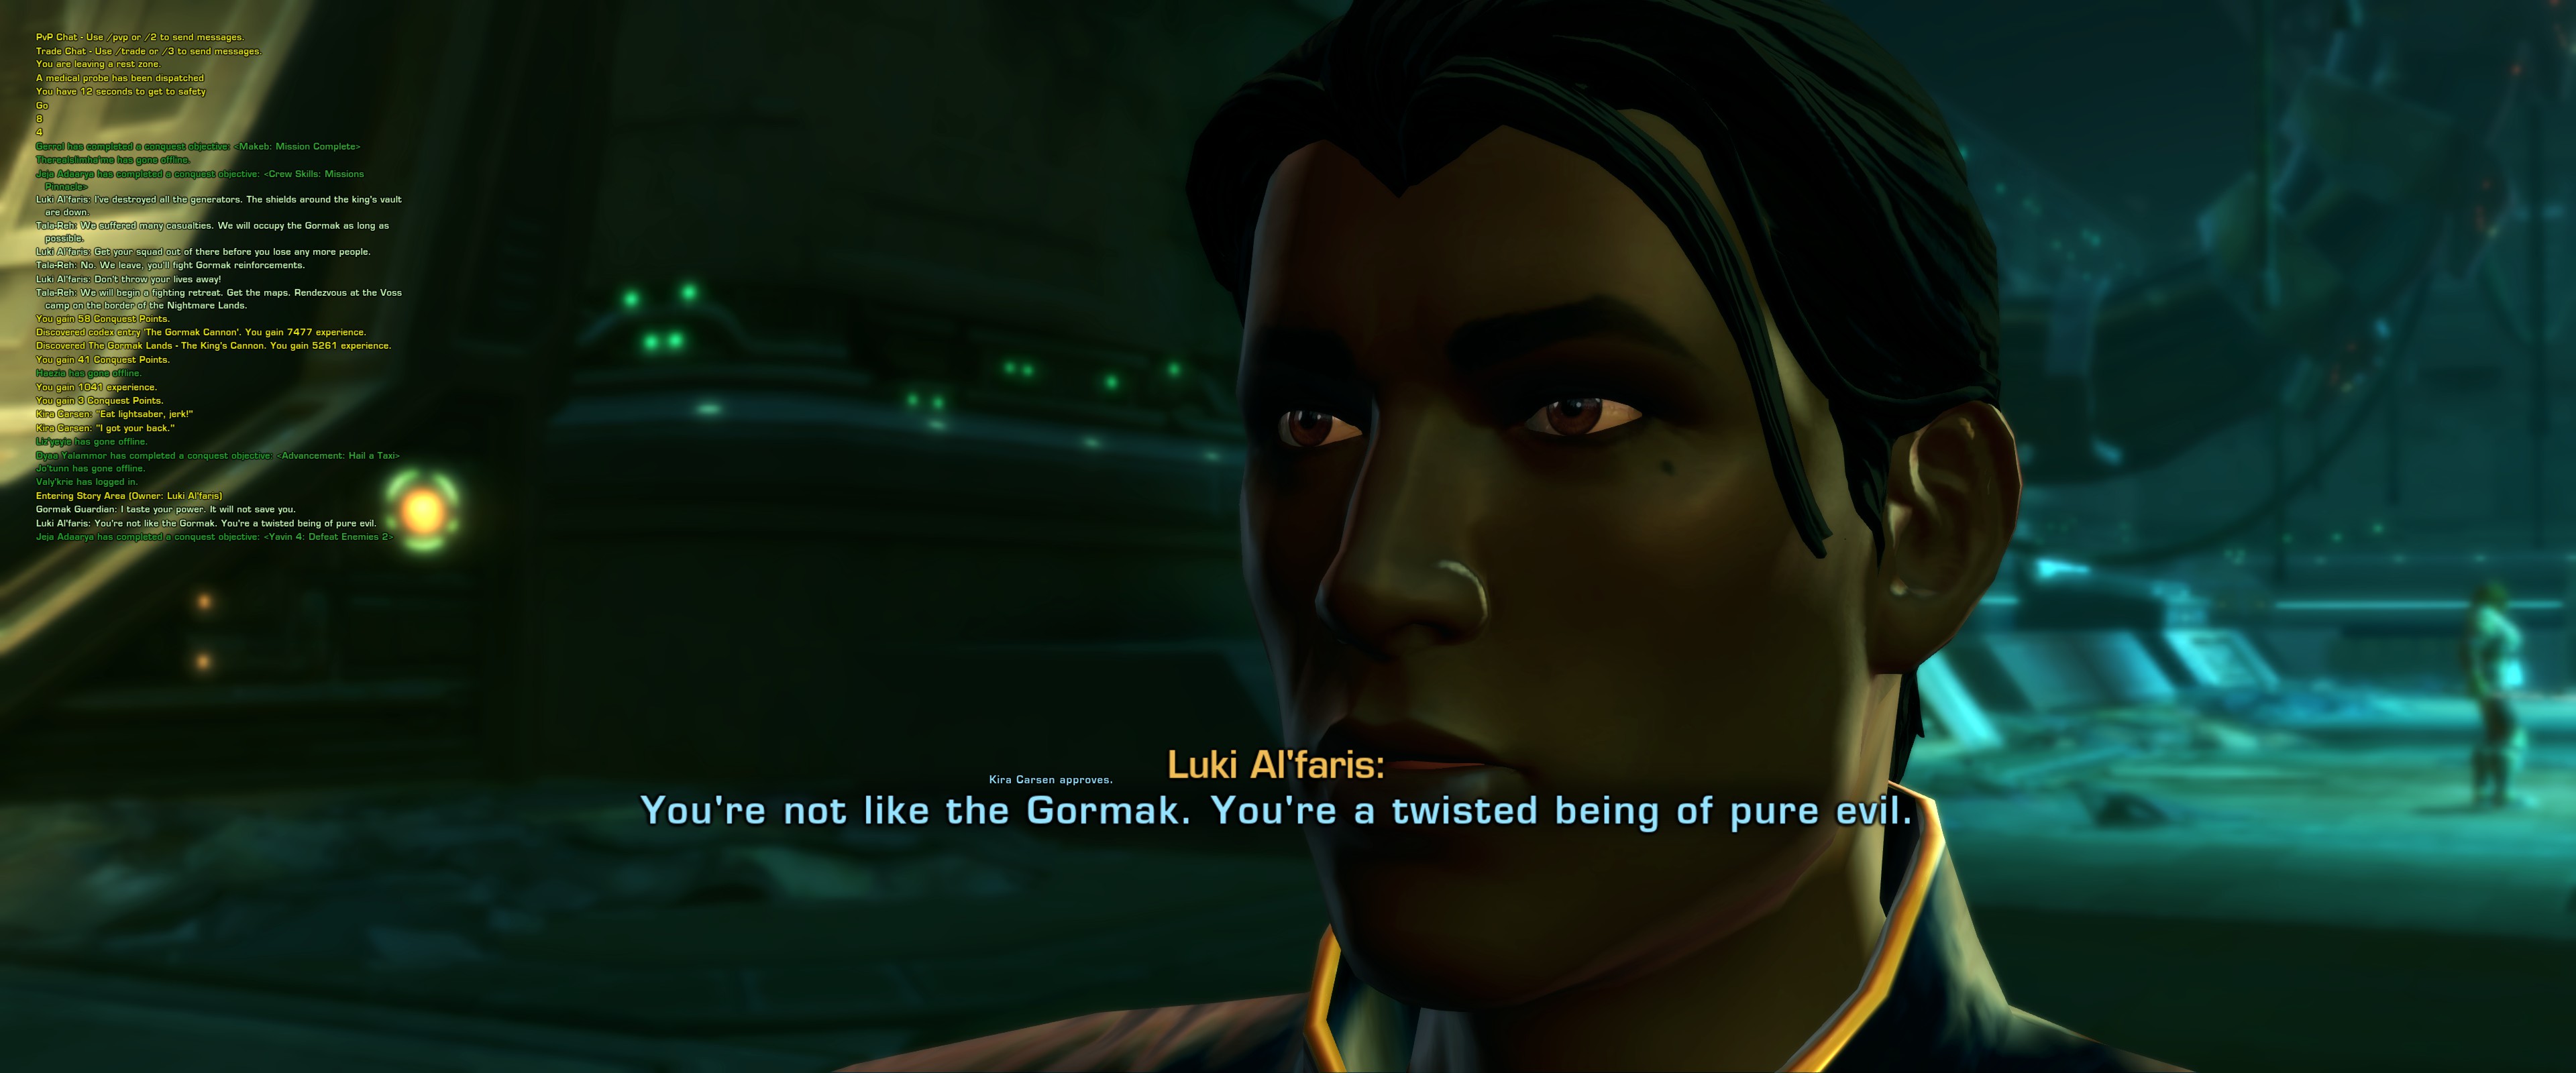 PvP Chat - Use /pvp or /2 to send messages.
Trade Chat - Use /trade or /3 to send messages.
You are leaving a rest zone.
A medical probe has been dispatched
You have 12 seconds to get to safety
Go
8
4
Gerrol has completed a conquest objective: <Makeb: Mission Complete>
Therealslimha'me has gone offline.
Jeja Adaarya has completed a conquest objective: <Crew Skills: Missions
Pinnacle>
Luki Al'faris: I've destroyed all the generators. The shields around the king's vault
are down.
Tala-Reh: We suffered many casualties. We will occupy the Gormak as long as
possible.
Luki Al'faris: Get your squad out of there before you lose any more people.
Tala-Reh: No. We leave, you'll fight Gormak reinforcements.
Luki Al'faris: Don't throw your lives away!
Tala-Reh: We will begin a fighting retreat. Get the maps. Rendezvous at the Voss
camp on the border of the Nightmare Lands.
You gain 58 Conquest Points.
Discovered codex entry 'The Gormak Cannon'. You gain 7477 experience.
Discovered The Gormak Lands - The King's Cannon. You gain 5261 experience.
You gain 41 Conquest Points.
Haezia has gone offline.
You gain 1041 experience.
You gain 3 Conquest Points.
Kira Carsen: "Eat lightsaber, jerk!"
Kira Carsen: "I got your back."
Liz'yeyie has gone offline.
Dyaa Yalammor has completed a conquest objective: <Advancement: Hail a Taxi>
Jo'tunn has gone offline.
Valy'krie has logged in.
Entering Story Area (Owner: Luki Al'faris)
Gormak Guardian: I taste your power. It will not save you.
Luki Al'faris: You're not like the Gormak. You're a twisted being of pure evil.
Jeja Adaarya has completed a conquest objective: <Yavin 4: Defeat Enemies 2>
Luki Al'faris:
Kira Carsen approves.
You're not like the Gormak. You're a twisted being of pure evil.